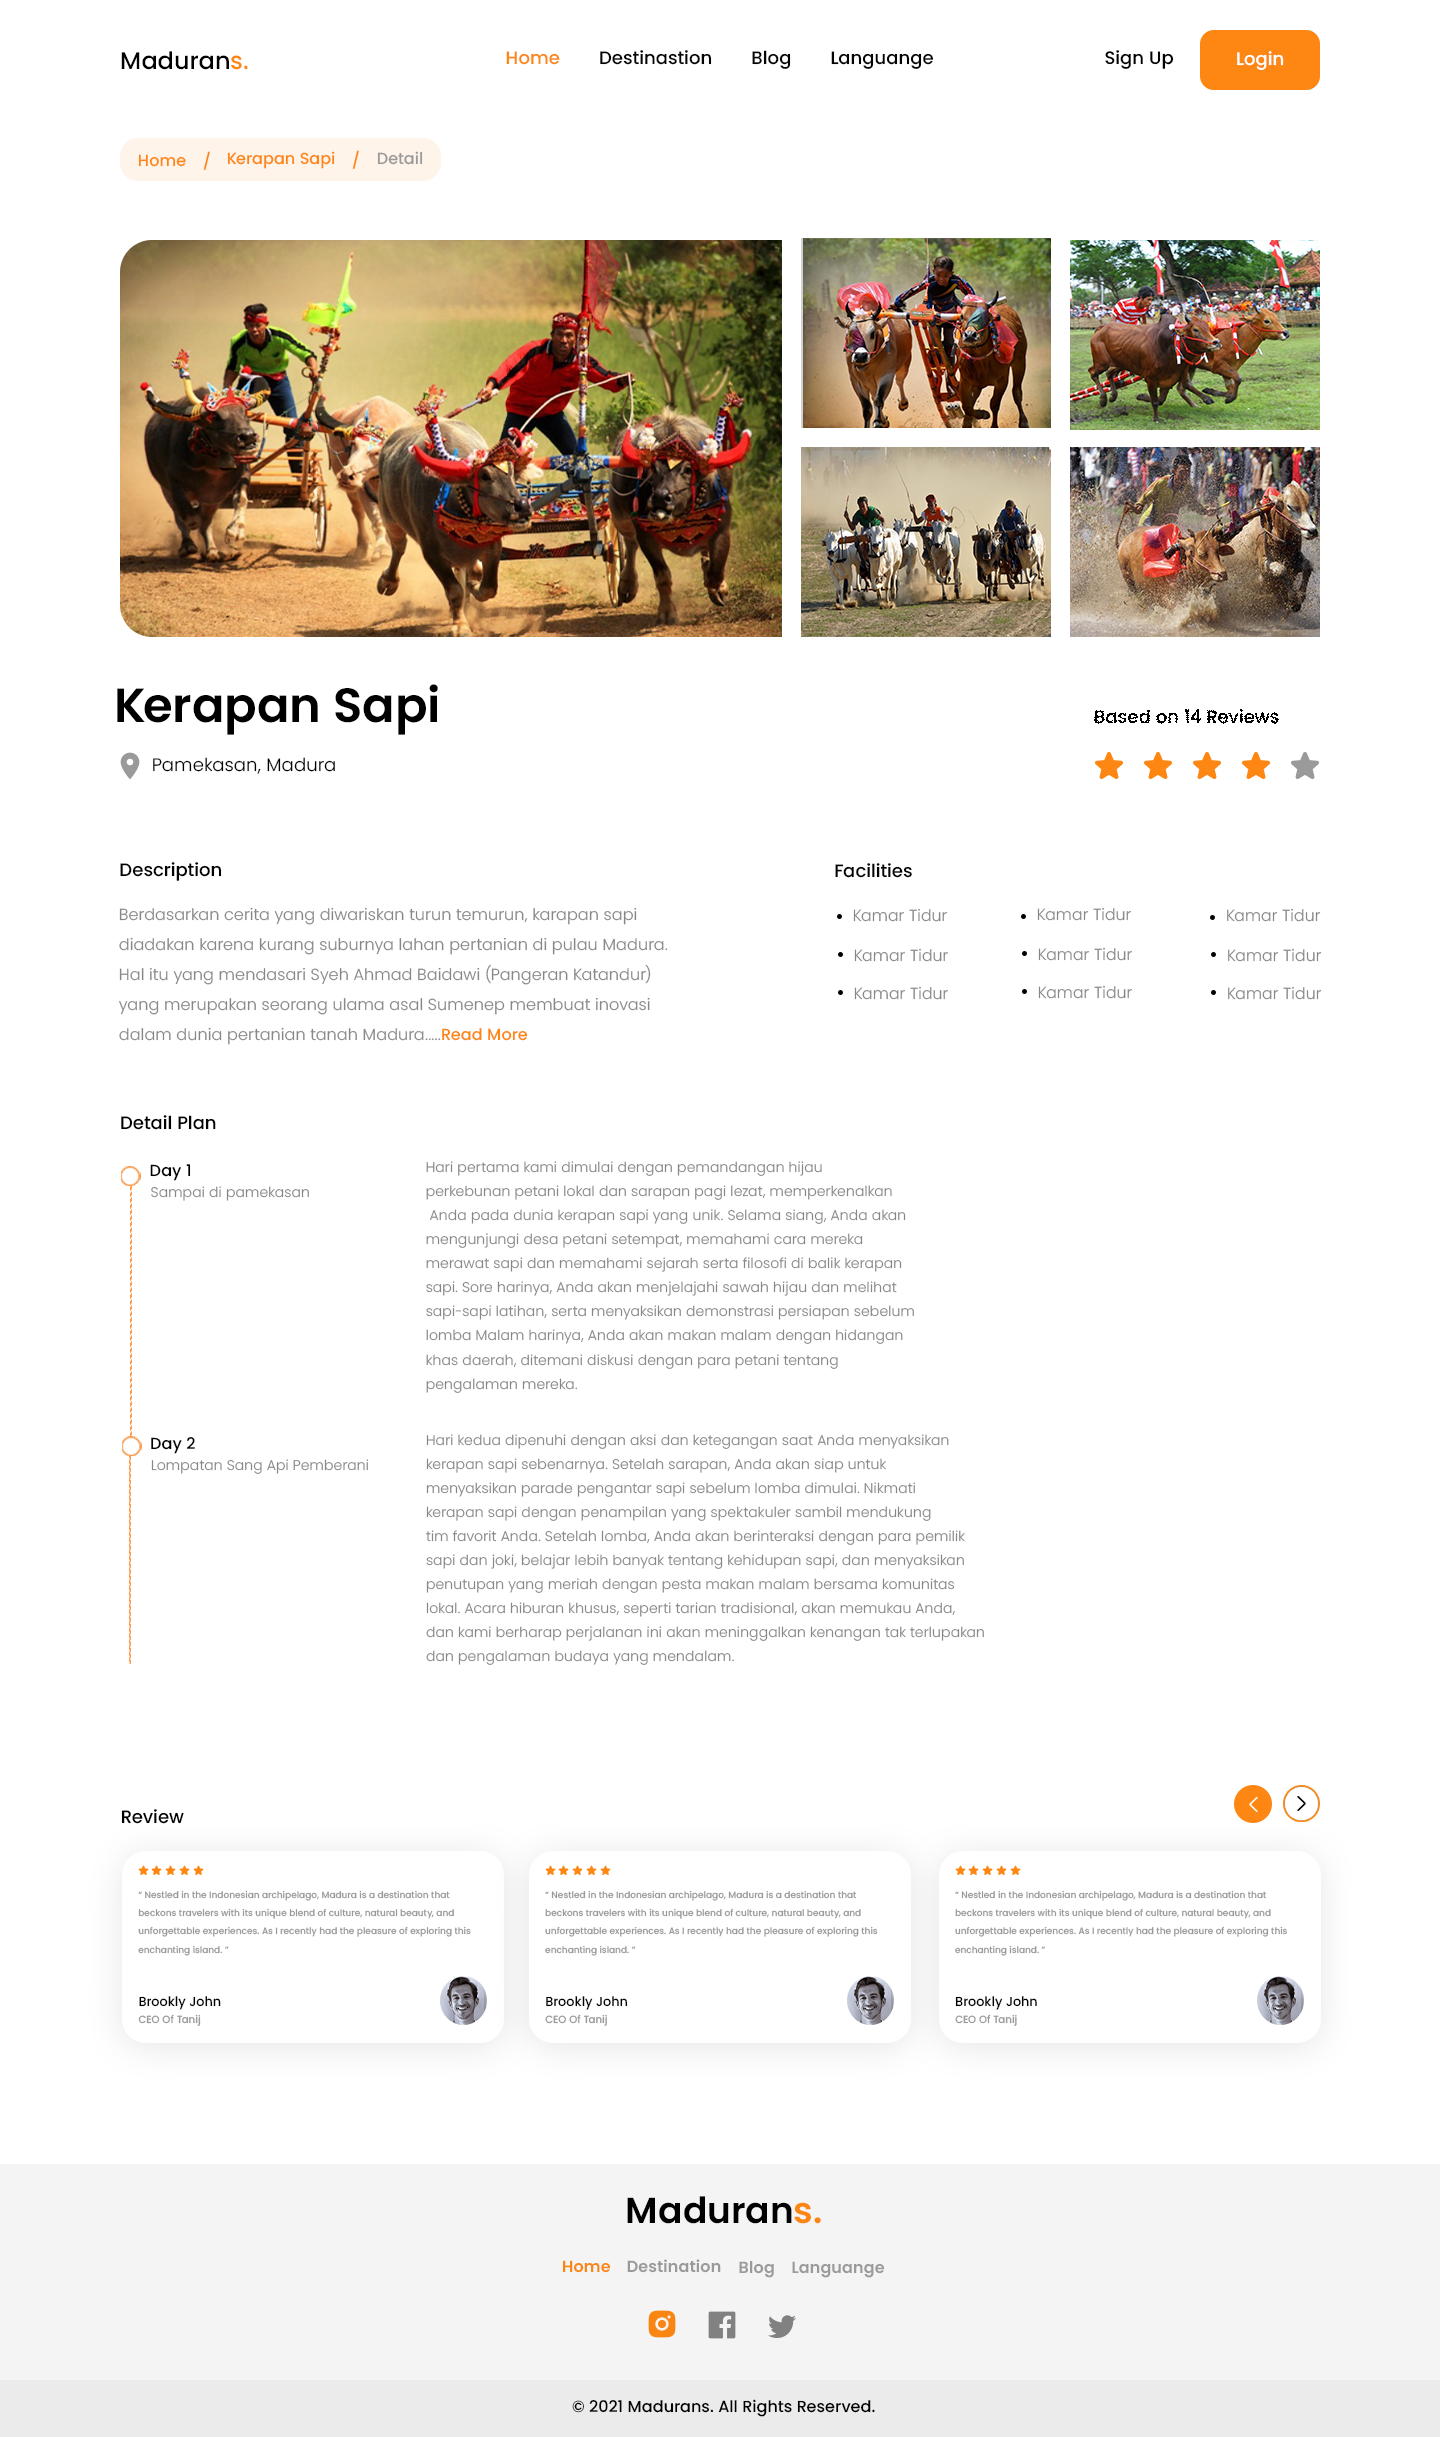 Madurans.
Home Destinastion Blog Languange Sign Up Login
Home / Kerapan Sapi / Detail
Kerapan Sapi
Based on 14 Reviews
Pamekasan, Madura
Description
Berdasarkan cerita yang diwariskan turun temurun, karapan sapi
diadakan karena kurang suburnya lahan pertanian di pulau Madura.
Hal itu yang mendasari Syeh Ahmad Baidawi (Pangeran Katandur)
yang merupakan seorang ulama asal Sumenep membuat inovasi
dalam dunia pertanian tanah Madura.....Read More
Facilities
• Kamar Tidur • Kamar Tidur • Kamar Tidur
• Kamar Tidur • Kamar Tidur • Kamar Tidur
• Kamar Tidur • Kamar Tidur • Kamar Tidur
Detail Plan
Day 1
Sampai di pamekasan
Hari pertama kami dimulai dengan pemandangan hijau
perkebunan petani lokal dan sarapan pagi lezat, memperkenalkan
Anda pada dunia kerapan sapi yang unik. Selama siang, Anda akan
mengunjungi desa petani setempat, memahami cara mereka
merawat sapi dan memahami sejarah serta filosofi di balik kerapan
sapi. Sore harinya, Anda akan menjelajahi sawah hijau dan melihat
sapi-sapi latihan, serta menyaksikan demonstrasi persiapan sebelum
lomba Malam harinya, Anda akan makan malam dengan hidangan
khas daerah, ditemani diskusi dengan para petani tentang
pengalaman mereka.
Day 2
Lompatan Sang Api Pemberani
Hari kedua dipenuhi dengan aksi dan ketegangan saat Anda menyaksikan
kerapan sapi sebenarnya. Setelah sarapan, Anda akan siap untuk
menyaksikan parade pengantar sapi sebelum lomba dimulai. Nikmati
kerapan sapi dengan penampilan yang spektakuler sambil mendukung
tim favorit Anda. Setelah lomba, Anda akan berinteraksi dengan para pemilik
sapi dan joki, belajar lebih banyak tentang kehidupan sapi, dan menyaksikan
penutupan yang meriah dengan pesta makan malam bersama komunitas
lokal. Acara hiburan khusus, seperti tarian tradisional, akan memukau Anda,
dan kami berharap perjalanan ini akan meninggalkan kenangan tak terlupakan
dan pengalaman budaya yang mendalam.
Review
“ Nestled in the Indonesian archipelago, Madura is a destination that
beckons travelers with its unique blend of culture, natural beauty, and
unforgettable experiences. As I recently had the pleasure of exploring this
enchanting island. ”
Brookly John
CEO Of Tanij
“ Nestled in the Indonesian archipelago, Madura is a destination that
beckons travelers with its unique blend of culture, natural beauty, and
unforgettable experiences. As I recently had the pleasure of exploring this
enchanting island. ”
Brookly John
CEO Of Tanij
“ Nestled in the Indonesian archipelago, Madura is a destination that
beckons travelers with its unique blend of culture, natural beauty, and
unforgettable experiences. As I recently had the pleasure of exploring this
enchanting island. ”
Brookly John
CEO Of Tanij
Madurans.
Home Destination Blog Languange
© 2021 Madurans. All Rights Reserved.